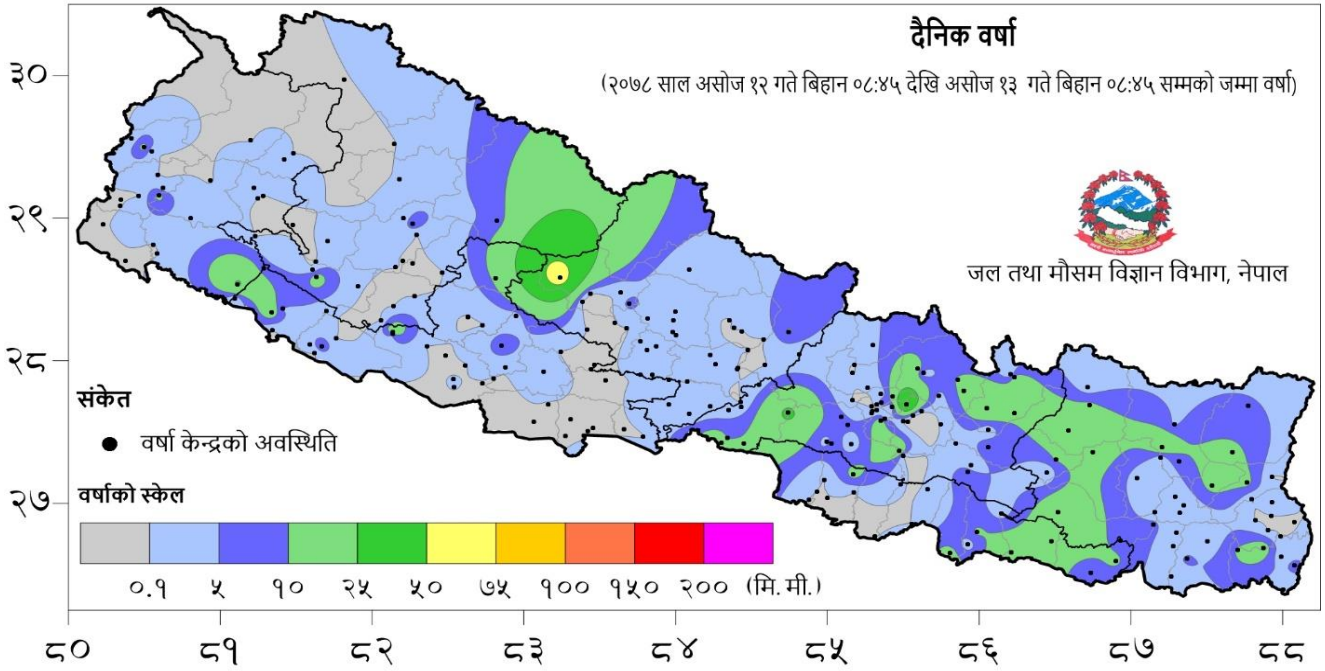 दैनिक वर्षा
(२०७८ साल असोज १२ गते बिहान ०८:४५ देखि असोज १३ गते बिहान ०८:४५ सम्मको जम्मा वर्षा)
३०
२९
२८
२७
जल तथा मौसम विज्ञान विभाग, नेपाल
संकेत
वर्षा केन्द्रको अवस्थिति
वर्षाको स्केल
०.१ ५ १० २५ ५० ७५ १०० १५० २०० (मि.मी.)
८० ८१ ८२ ८३ ८४ ८५ ८६ ८७ ८८